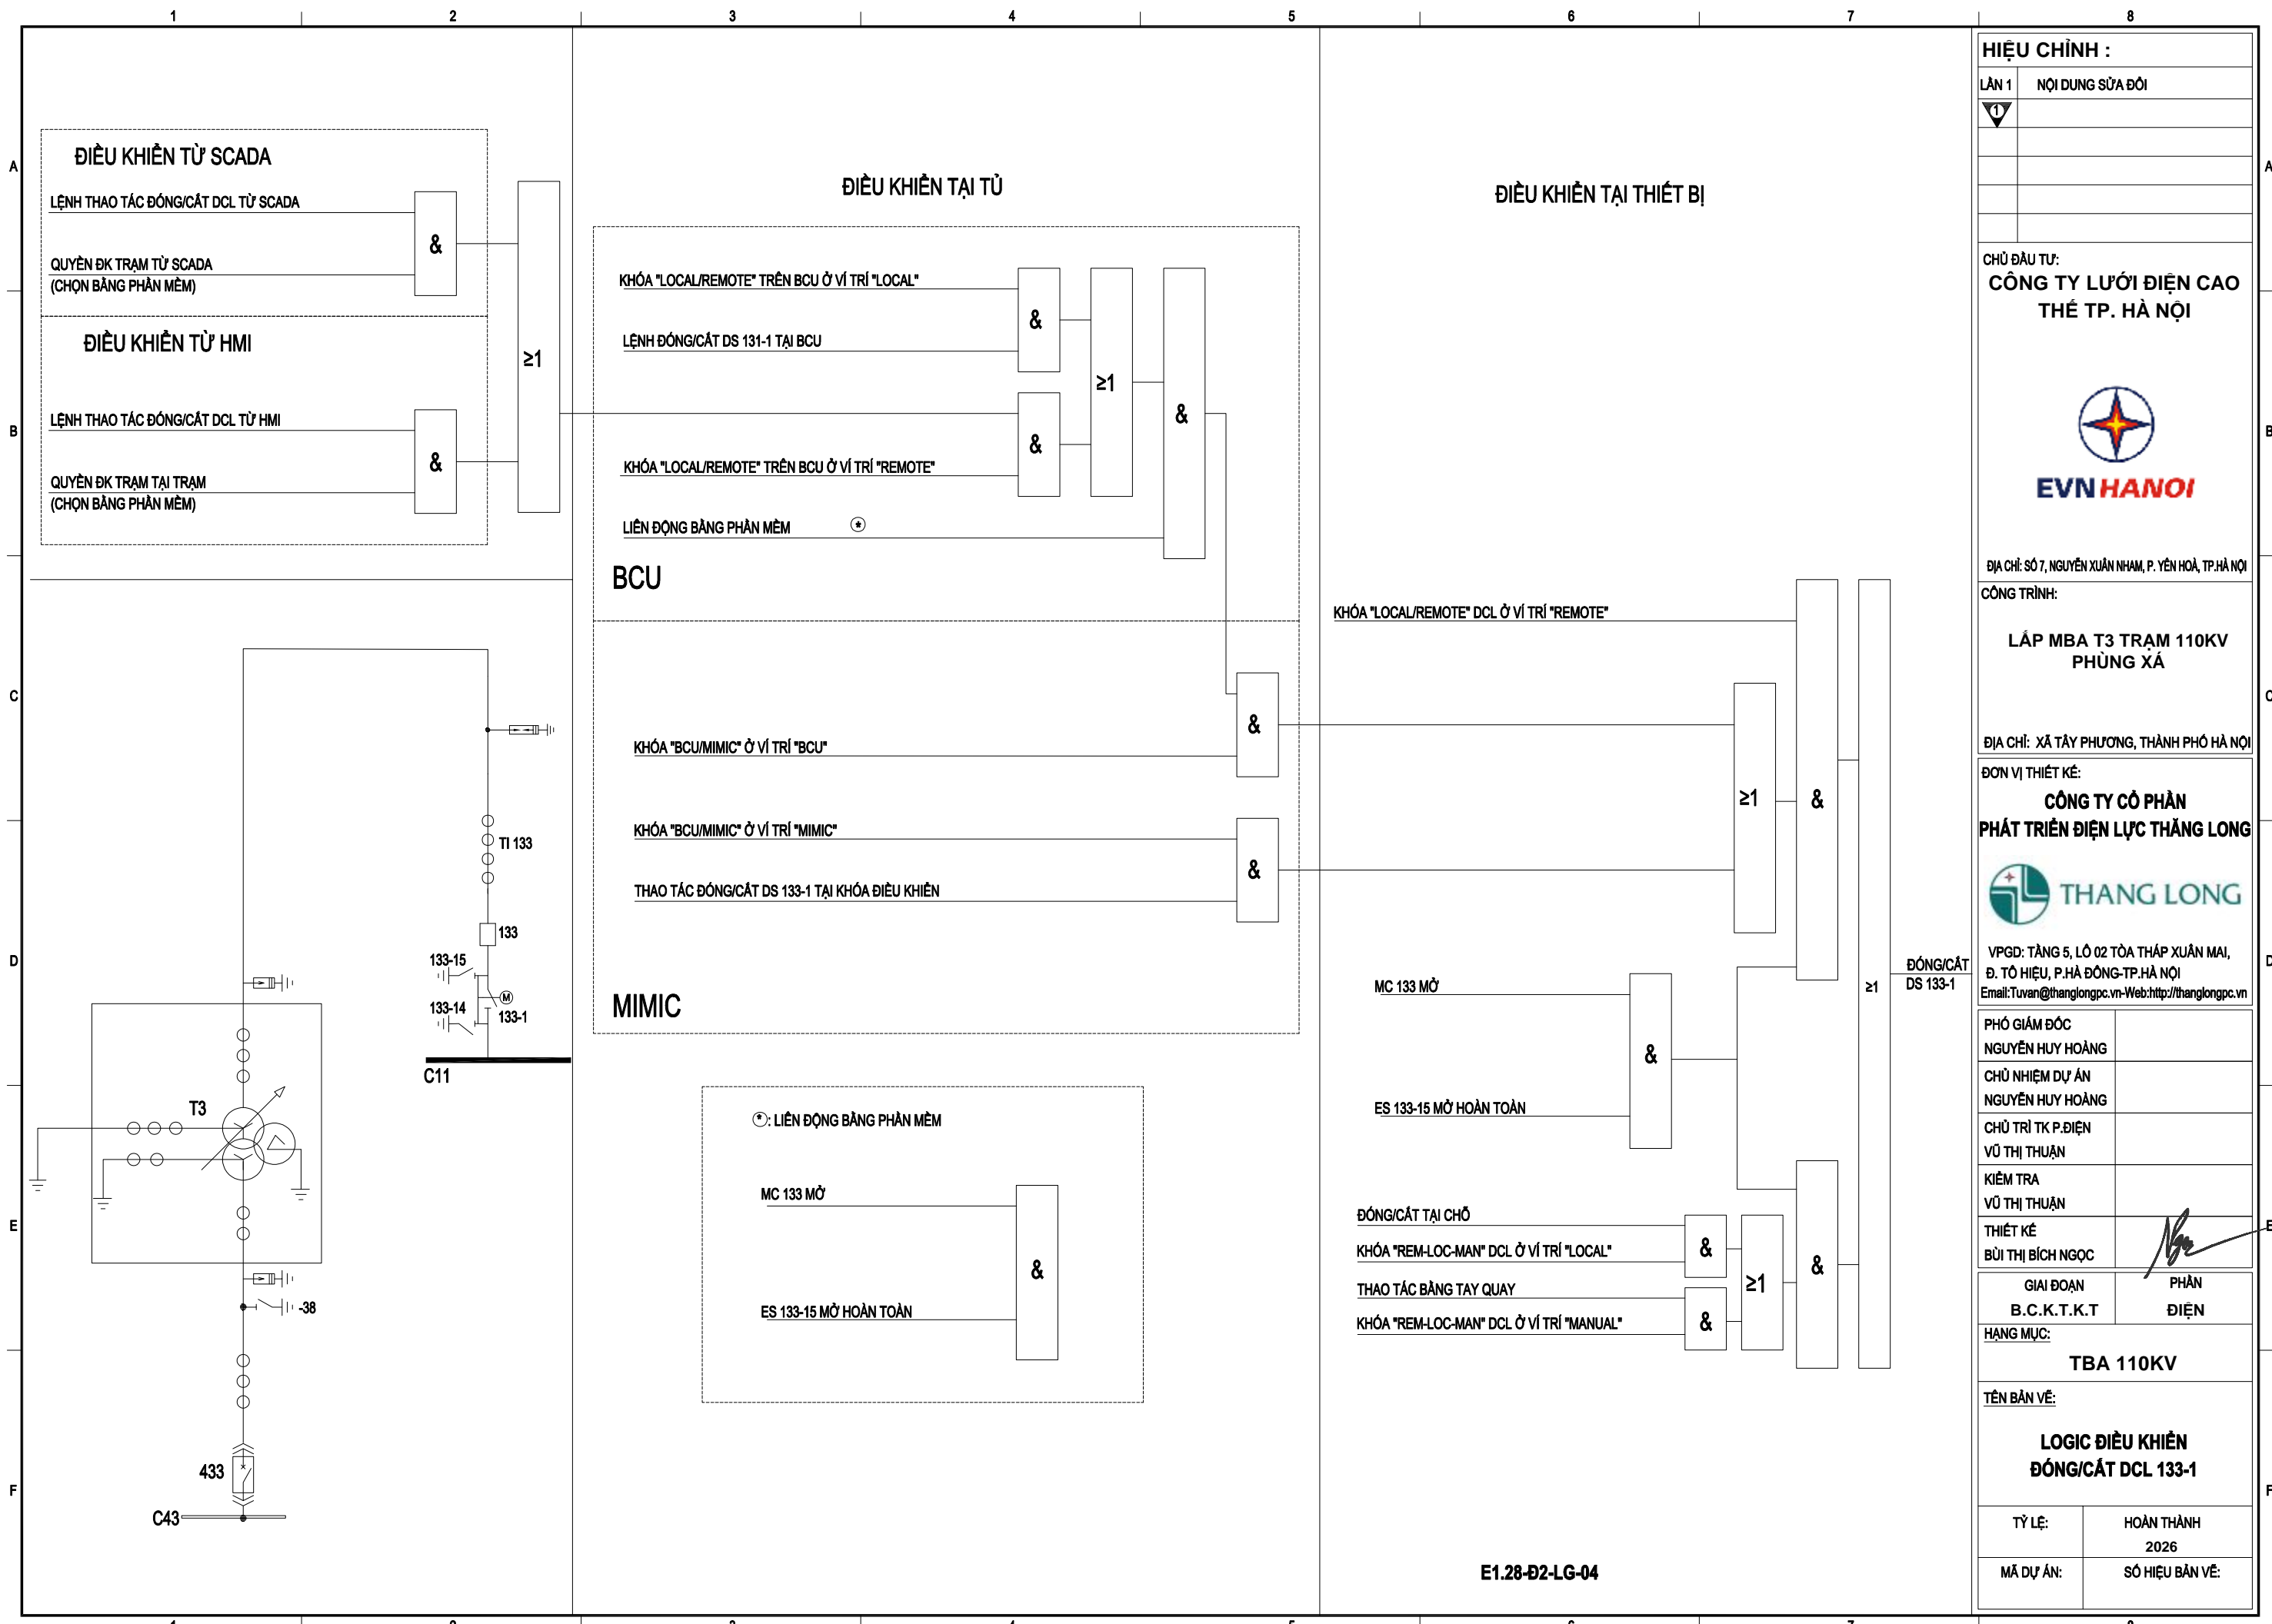 1 2 3 4 5 6 7 8
A
B
C
D
E
F
ĐIỀU KHIỂN TỪ SCADA
LỆNH THAO TÁC ĐÓNG/CẮT DCL TỪ SCADA
&
QUYỀN ĐK TRẠM TỪ SCADA
(CHỌN BẰNG PHẦN MỀM)
ĐIỀU KHIỂN TỪ HMI
≥1
LỆNH THAO TÁC ĐÓNG/CẮT DCL TỪ HMI
&
QUYỀN ĐK TRẠM TẠI TRẠM
(CHỌN BẰNG PHẦN MỀM)
TI 133
133
133-15
M
133-14
133-1
C11
T3
-38
433
C43
ĐIỀU KHIỂN TẠI TỦ
KHÓA "LOCAL/REMOTE" TRÊN BCU Ở VÍ TRÍ "LOCAL"
&
LỆNH ĐÓNG/CẮT DS 131-1 TẠI BCU
≥1
&
&
KHÓA "LOCAL/REMOTE" TRÊN BCU Ở VÍ TRÍ "REMOTE"
LIÊN ĐỘNG BẰNG PHẦN MỀM *
BCU
&
KHÓA "BCU/MIMIC" Ở VÍ TRÍ "BCU"
KHÓA "BCU/MIMIC" Ở VÍ TRÍ "MIMIC"
&
THAO TÁC ĐÓNG/CẮT DS 133-1 TẠI KHÓA ĐIỀU KHIỂN
MIMIC
*: LIÊN ĐỘNG BẰNG PHẦN MỀM
MC 133 MỞ
&
ES 133-15 MỞ HOÀN TOÀN
ĐIỀU KHIỂN TẠI THIẾT BỊ
KHÓA "LOCAL/REMOTE" DCL Ở VÍ TRÍ "REMOTE"
≥1
&
MC 133 MỞ
&
ES 133-15 MỞ HOÀN TOÀN
≥1
ĐÓNG/CẮT
DS 133-1
ĐÓNG/CẮT TẠI CHỖ
KHÓA "REM-LOC-MAN" DCL Ở VÍ TRÍ "LOCAL"
&
THAO TÁC BẰNG TAY QUAY
KHÓA "REM-LOC-MAN" DCL Ở VÍ TRÍ "MANUAL"
&
≥1
&
E1.28-Đ2-LG-04
HIỆU CHỈNH :
LẦN 1 NỘI DUNG SỬA ĐỔI
1
CHỦ ĐẦU TƯ:
CÔNG TY LƯỚI ĐIỆN CAO
THẾ TP. HÀ NỘI
EVNHANOI
ĐỊA CHỈ: SỐ 7, NGUYỄN XUÂN NHAM, P. YÊN HOÀ, TP.HÀ NỘI
CÔNG TRÌNH:
LẮP MBA T3 TRẠM 110KV
PHÙNG XÁ
ĐỊA CHỈ: XÃ TÂY PHƯƠNG, THÀNH PHỐ HÀ NỘI
ĐƠN VỊ THIẾT KẾ:
CÔNG TY CỔ PHẦN
PHÁT TRIỂN ĐIỆN LỰC THĂNG LONG
THANG LONG
VPGD: TẦNG 5, LÔ 02 TÒA THÁP XUÂN MAI,
Đ. TÔ HIỆU, P.HÀ ĐÔNG-TP.HÀ NỘI
Email:Tuvan@thanglongpc.vn-Web:http://thanglongpc.vn
PHÓ GIÁM ĐỐC
NGUYỄN HUY HOÀNG
CHỦ NHIỆM DỰ ÁN
NGUYỄN HUY HOÀNG
CHỦ TRÌ TK P.ĐIỆN
VŨ THỊ THUẬN
KIỂM TRA
VŨ THỊ THUẬN
THIẾT KẾ
BÙI THỊ BÍCH NGỌC
GIAI ĐOẠN PHẦN
B.C.K.T.K.T ĐIỆN
HẠNG MỤC:
TBA 110KV
TÊN BẢN VẼ:
LOGIC ĐIỀU KHIỂN
ĐÓNG/CẮT DCL 133-1
TỶ LỆ: HOÀN THÀNH
2026
MÃ DỰ ÁN: SỐ HIỆU BẢN VẼ: